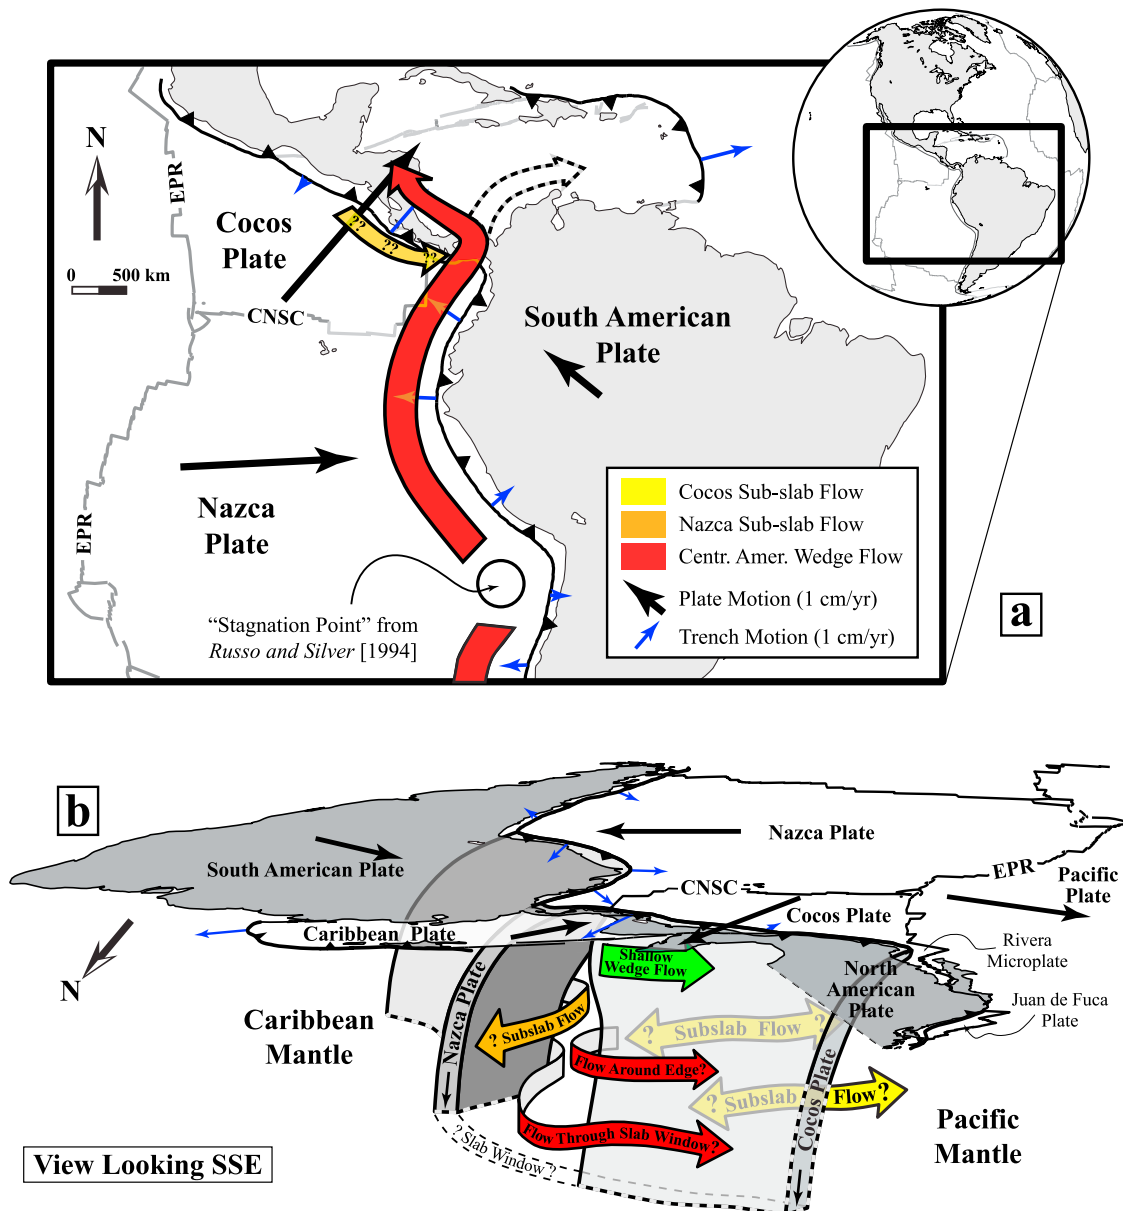 N
EPR
Cocos
Plate
??
??
??
0 500 km
CNSC
South American
Plate
Nazca
Plate
EPR
Cocos Sub-slab Flow
Nazca Sub-slab Flow
Centr. Amer. Wedge Flow
Plate Motion (1 cm/yr)
Trench Motion (1 cm/yr)
"Stagnation Point" from
Russo and Silver [1994]
a
b
Nazca Plate
South American Plate
EPR
Pacific
Plate
CNSC
Cocos Plate
Caribbean Plate
Rivera
Microplate
Shallow
Wedge Flow
North
American
Plate
N
Juan de Fuca
Plate
Nazca Plate
Caribbean
Mantle
? Subslab Flow
? Subslab Flow ?
Flow Around Edge?
? Subslab Flow ?
Cocos Plate
Flow Through Slab Window?
? Slab Window ?
Pacific
Mantle
View Looking SSE